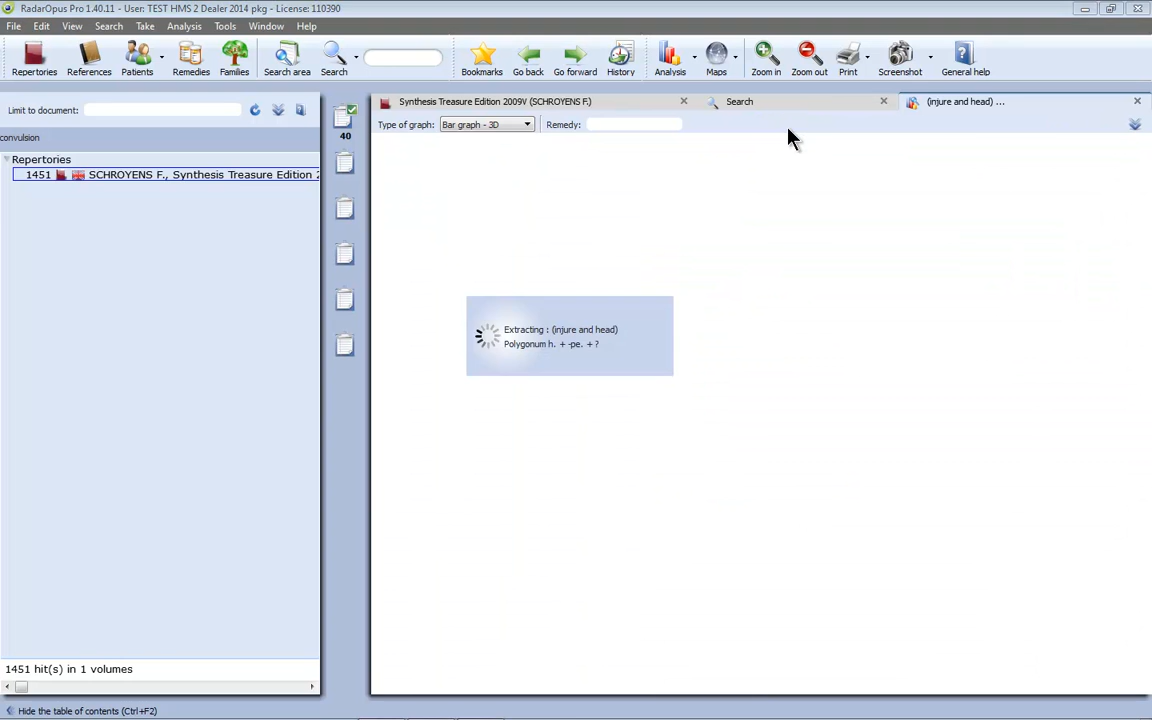 RadarOpus Pro 1.40.11 - User: TEST HMS 2 Dealer 2014 pkg - License: 110390
File Edit View Search Take Analysis Tools Window Help
Repertories References Patients Remedies Families Search area Search Bookmarks Go back Go forward History Analysis Maps Zoom in Zoom out Print Screenshot General help
Limit to document:
Synthesis Treasure Edition 2009V (SCHROYENS F.) Search (injure and head) ...
Type of graph: Bar graph - 3D Remedy:
40
convulsion
Repertories
1451 SCHROYENS F., Synthesis Treasure Edition 2
Extracting : (injure and head)
Polygonum h. + -pe. + ?
1451 hit(s) in 1 volumes
Hide the table of contents (Ctrl+F2)